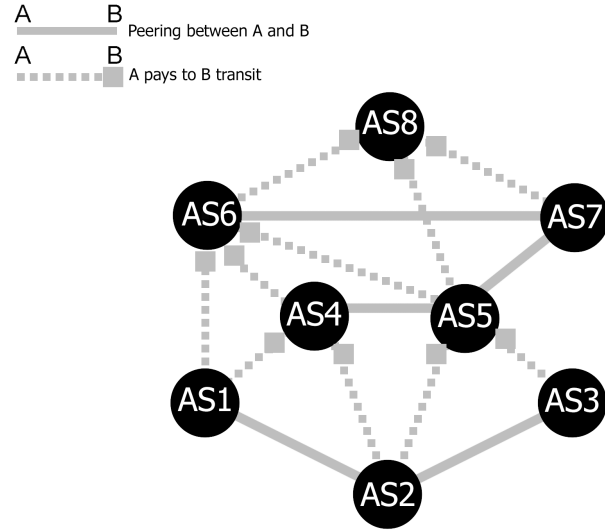 A B
Peering between A and B
A B
A pays to B transit
AS8
AS6
AS7
AS4
AS5
AS1
AS3
AS2